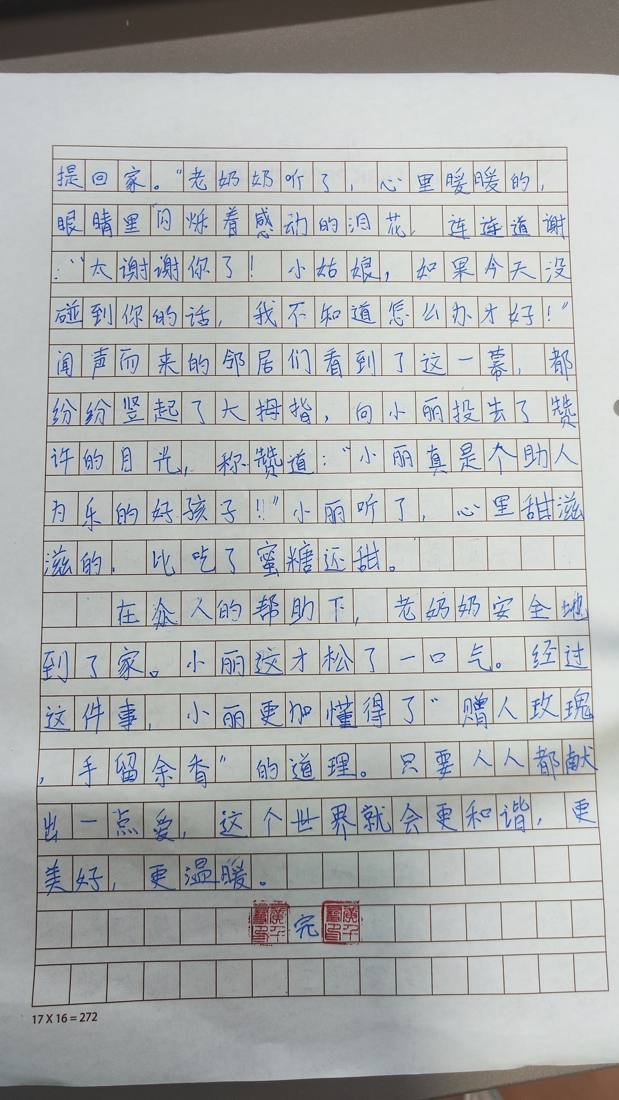 提回家。"老奶奶听了，心里暖暖的，
眼睛里闪烁着感动的泪花，连连道谢
："太谢谢你了！小姑娘，如果今天没
碰到你的话，我不知道怎么办才好！"
闻声而来的邻居们看到了这一幕，都
纷纷竖起了大拇指，向小丽投去了赞
许的目光，称赞道："小丽真是个助人
为乐的好孩子!!"小丽听了，心里甜滋
滋的，比吃了蜜糖还甜。
在众人的帮助下，老奶奶安全地
到了家。小丽这才松了一口气。经过
这件事，小丽更加懂得了"赠人玫瑰
，手留余香"的道理。只要人人都献
出一点爱，这个世界就会更和谐，更
美好，更温暖。
完
17 X 16 = 272